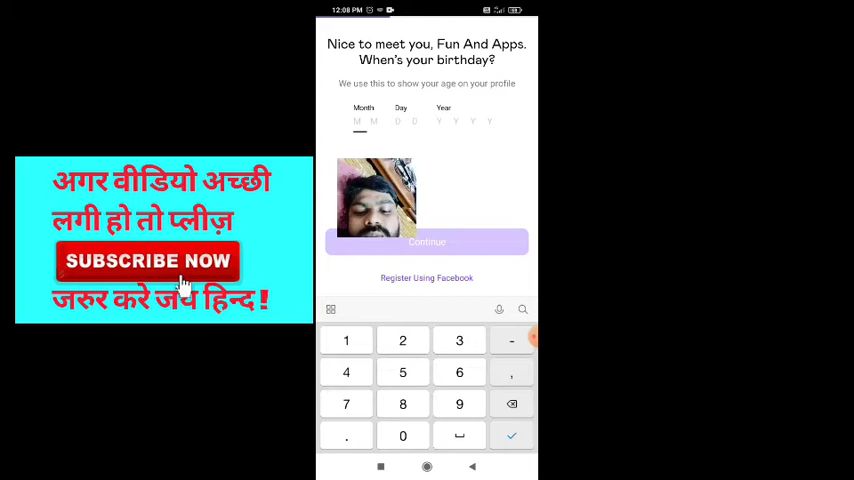 12:08 PM
Nice to meet you, Fun And Apps.
When's your birthday?
We use this to show your age on your profile
Month Day Year
M M D D Y Y Y Y
अगर वीडियो अच्छी
लगी हो तो प्लीज़
SUBSCRIBE NOW
जरुर करे जय हिन्द !
Continue
Register Using Facebook
1 2 3 -
4 5 6 ,
7 8 9
. 0